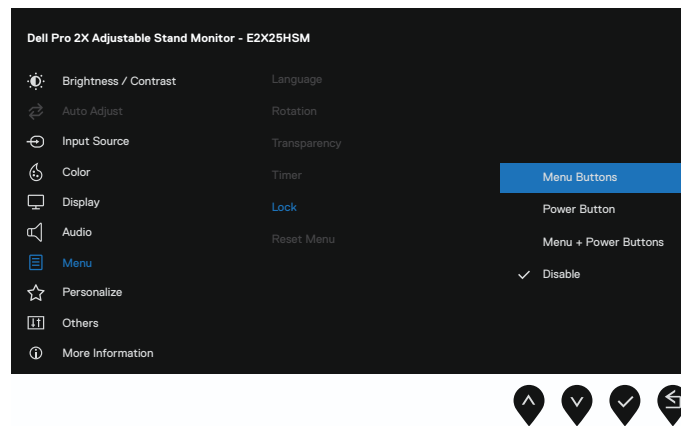 Dell Pro 2X Adjustable Stand Monitor - E2X25HSM
Brightness / Contrast
Auto Adjust
Input Source
Color
Display
Audio
Menu
Personalize
Others
More Information
Language
Rotation
Transparency
Timer
Lock
Reset Menu
Menu Buttons
Power Button
Menu + Power Buttons
Disable